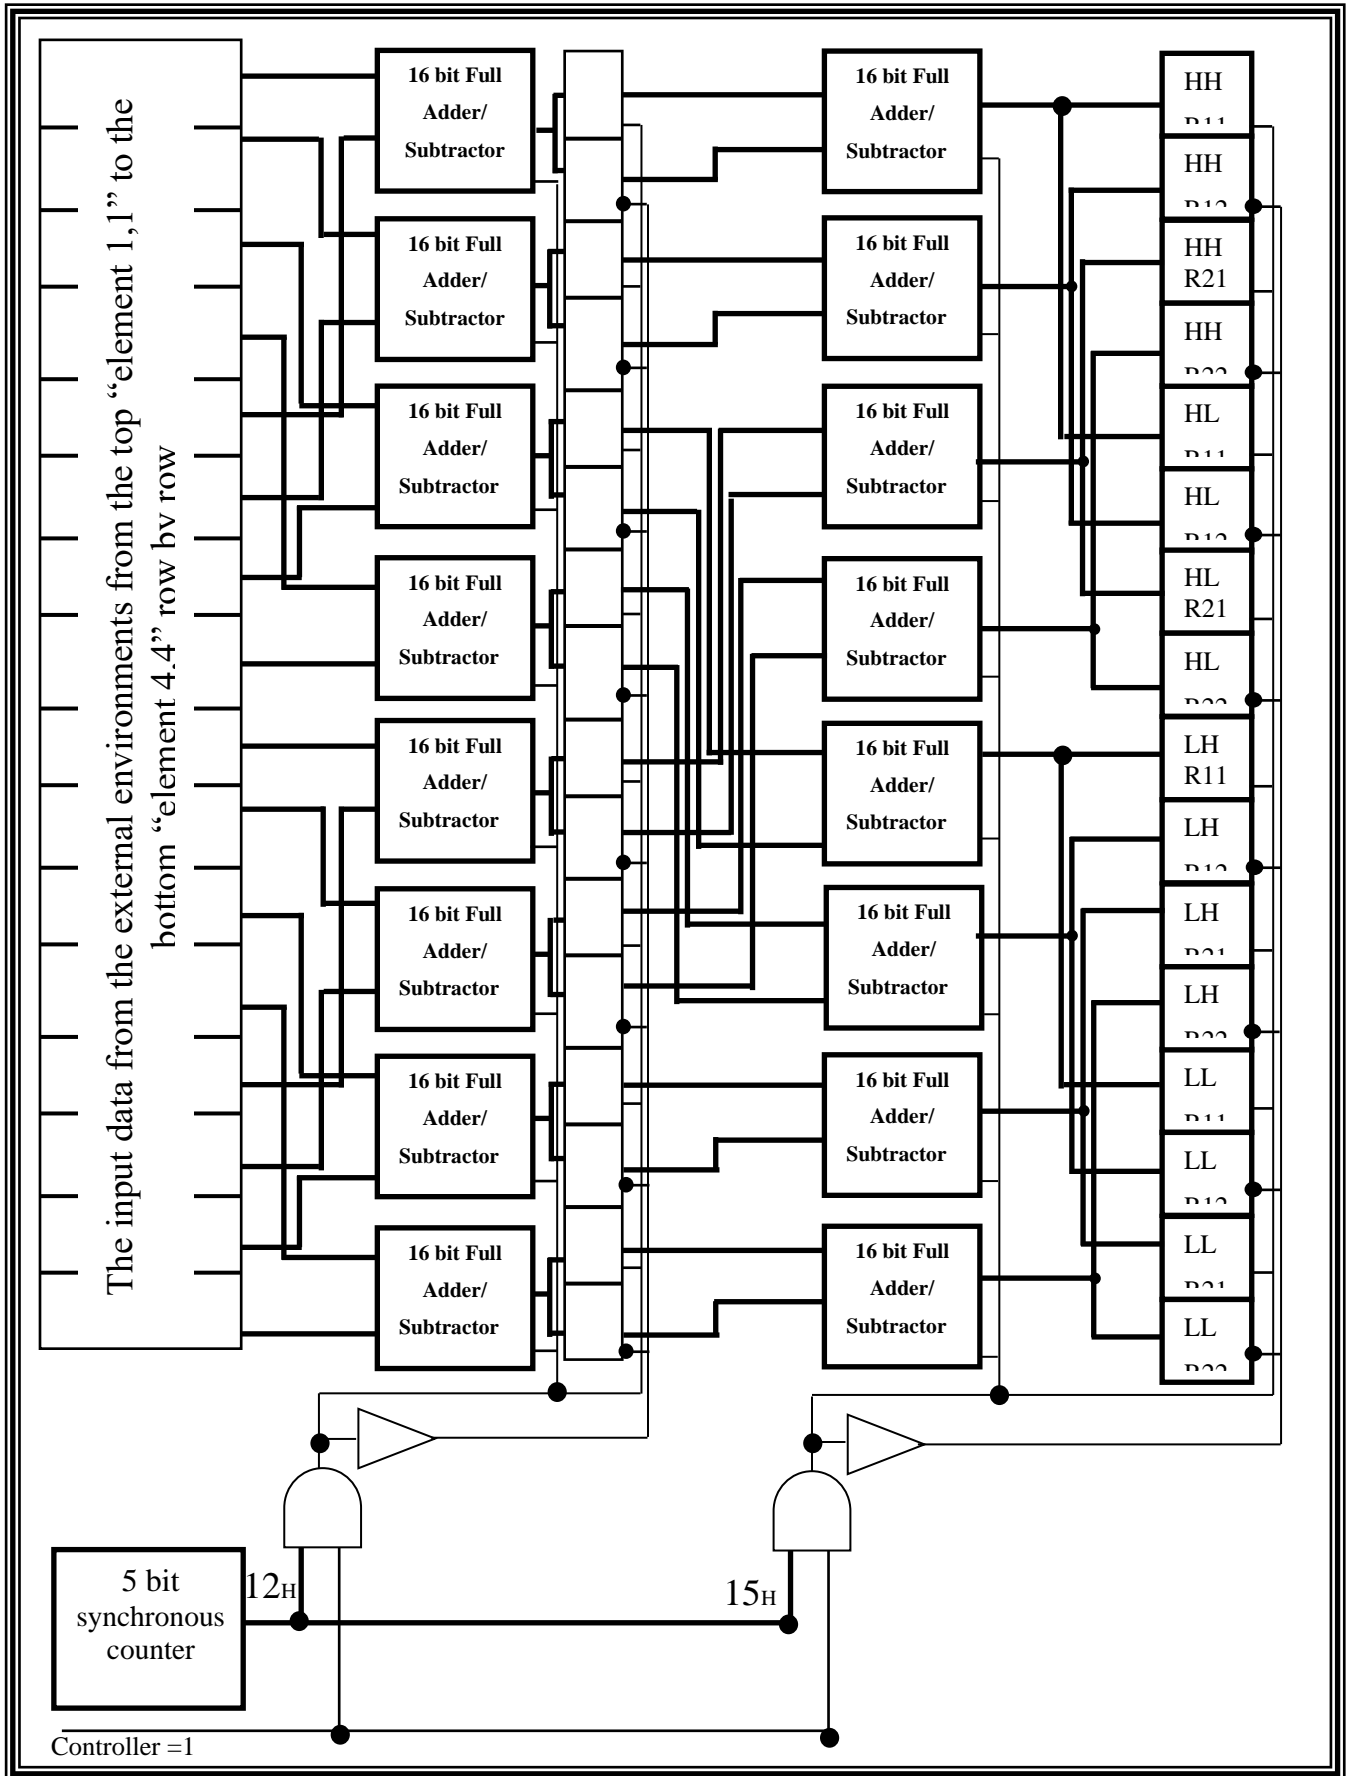 The input data from the external environments from the top “element 1,1” to the
bottom “element 4.4” row by row
16 bit Full
Adder/
Subtractor
16 bit Full
Adder/
Subtractor
16 bit Full
Adder/
Subtractor
16 bit Full
Adder/
Subtractor
16 bit Full
Adder/
Subtractor
16 bit Full
Adder/
Subtractor
16 bit Full
Adder/
Subtractor
16 bit Full
Adder/
Subtractor
16 bit Full
Adder/
Subtractor
16 bit Full
Adder/
Subtractor
16 bit Full
Adder/
Subtractor
16 bit Full
Adder/
Subtractor
16 bit Full
Adder/
Subtractor
16 bit Full
Adder/
Subtractor
16 bit Full
Adder/
Subtractor
16 bit Full
Adder/
Subtractor
HH
HH
HH
R21
HH
HL
HL
HL
R21
HL
LH
R11
LH
LH
LH
LL
LL
LL
LL
5 bit
synchronous
counter
12H
15H
Controller =1